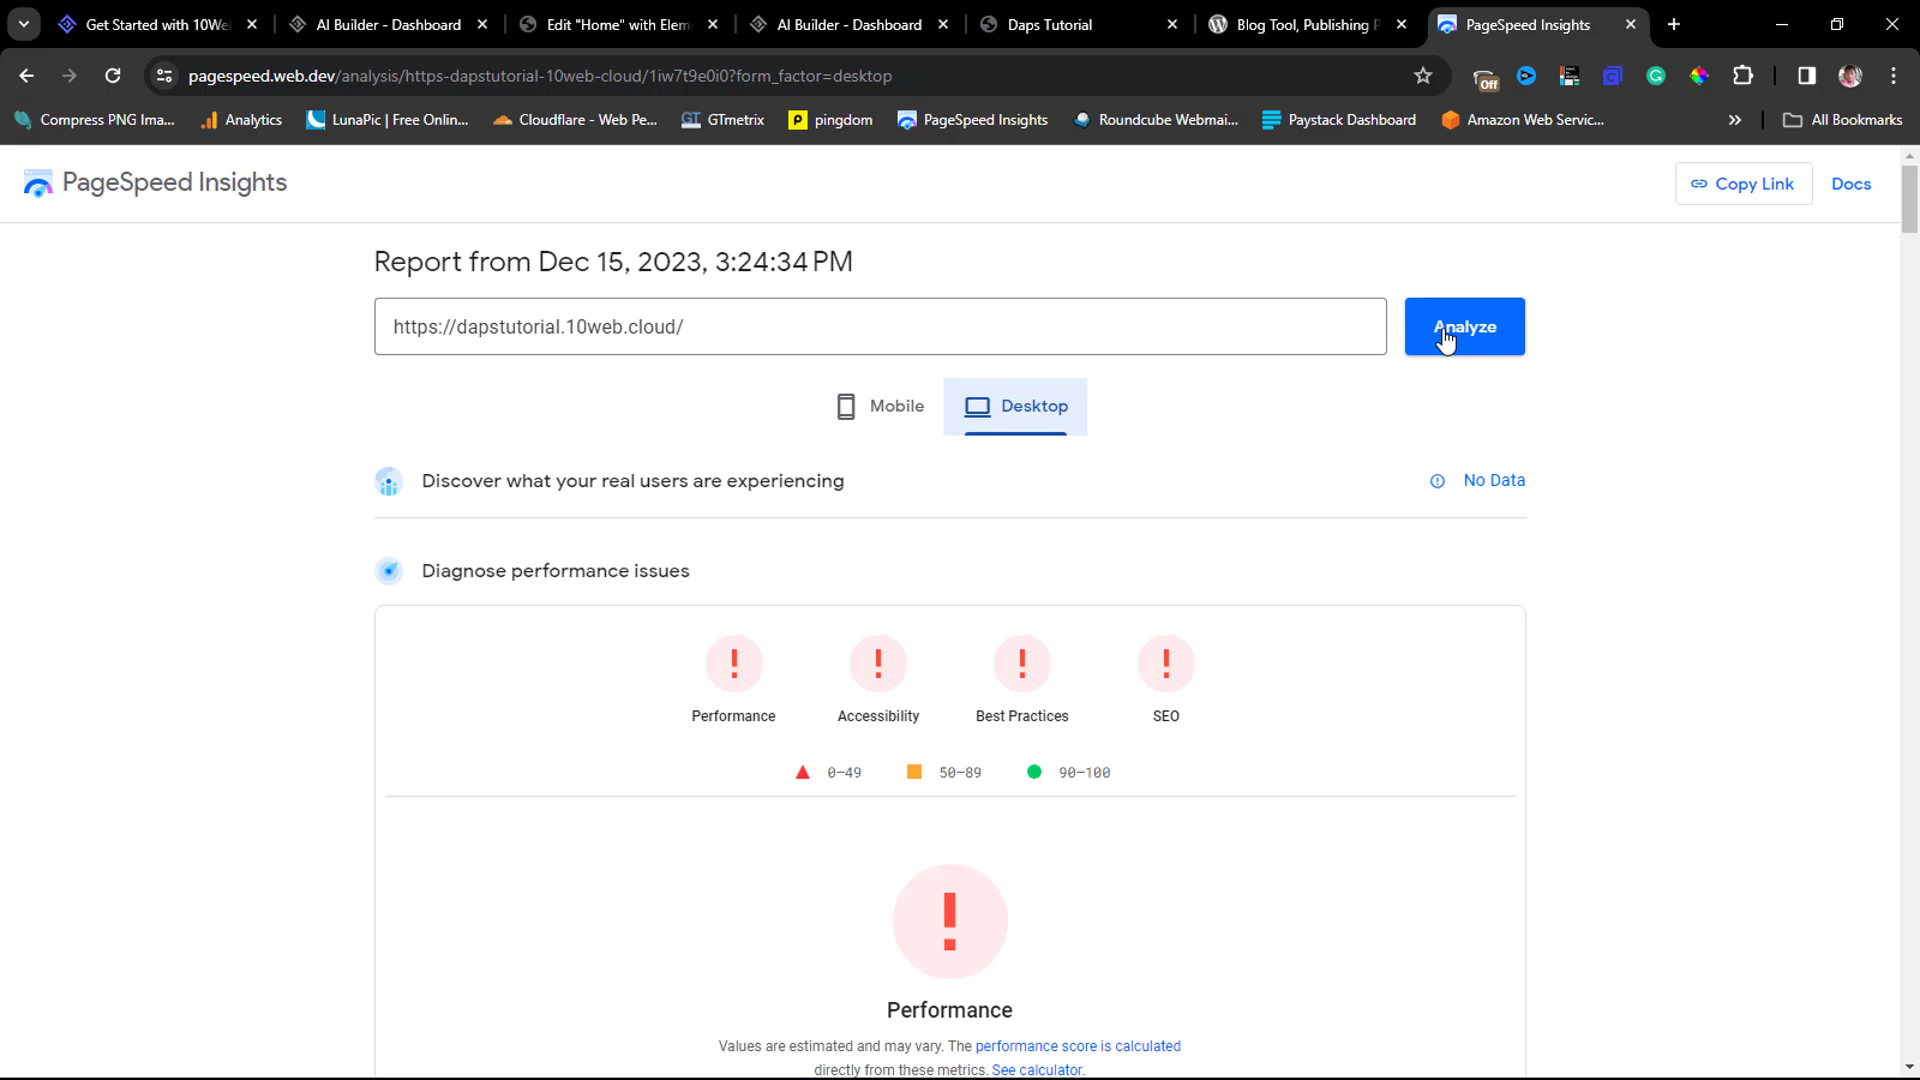 Get Started with 10We
AI Builder - Dashboard
Edit "Home" with Elem
AI Builder - Dashboard
Daps Tutorial
Blog Tool, Publishing P
PageSpeed Insights
pagespeed.web.dev/analysis/https-dapstutorial-10web-cloud/1iw7t9e0i0?form_factor=desktop
Off
Compress PNG Ima...
Analytics
LunaPic | Free Onlin...
Cloudflare - Web Pe...
GT
GTmetrix
pingdom
PageSpeed Insights
Roundcube Webmai...
Paystack Dashboard
Amazon Web Servic...
All Bookmarks
PageSpeed Insights
Copy Link
Docs
Report from Dec 15, 2023, 3:24:34 PM
https://dapstutorial.10web.cloud/
Analyze
Mobile
Desktop
Discover what your real users are experiencing
No Data
Diagnose performance issues
Performance
Accessibility
Best Practices
SEO
0–49
50–89
90–100
Performance
Values are estimated and may vary. The performance score is calculated
directly from these metrics. See calculator.